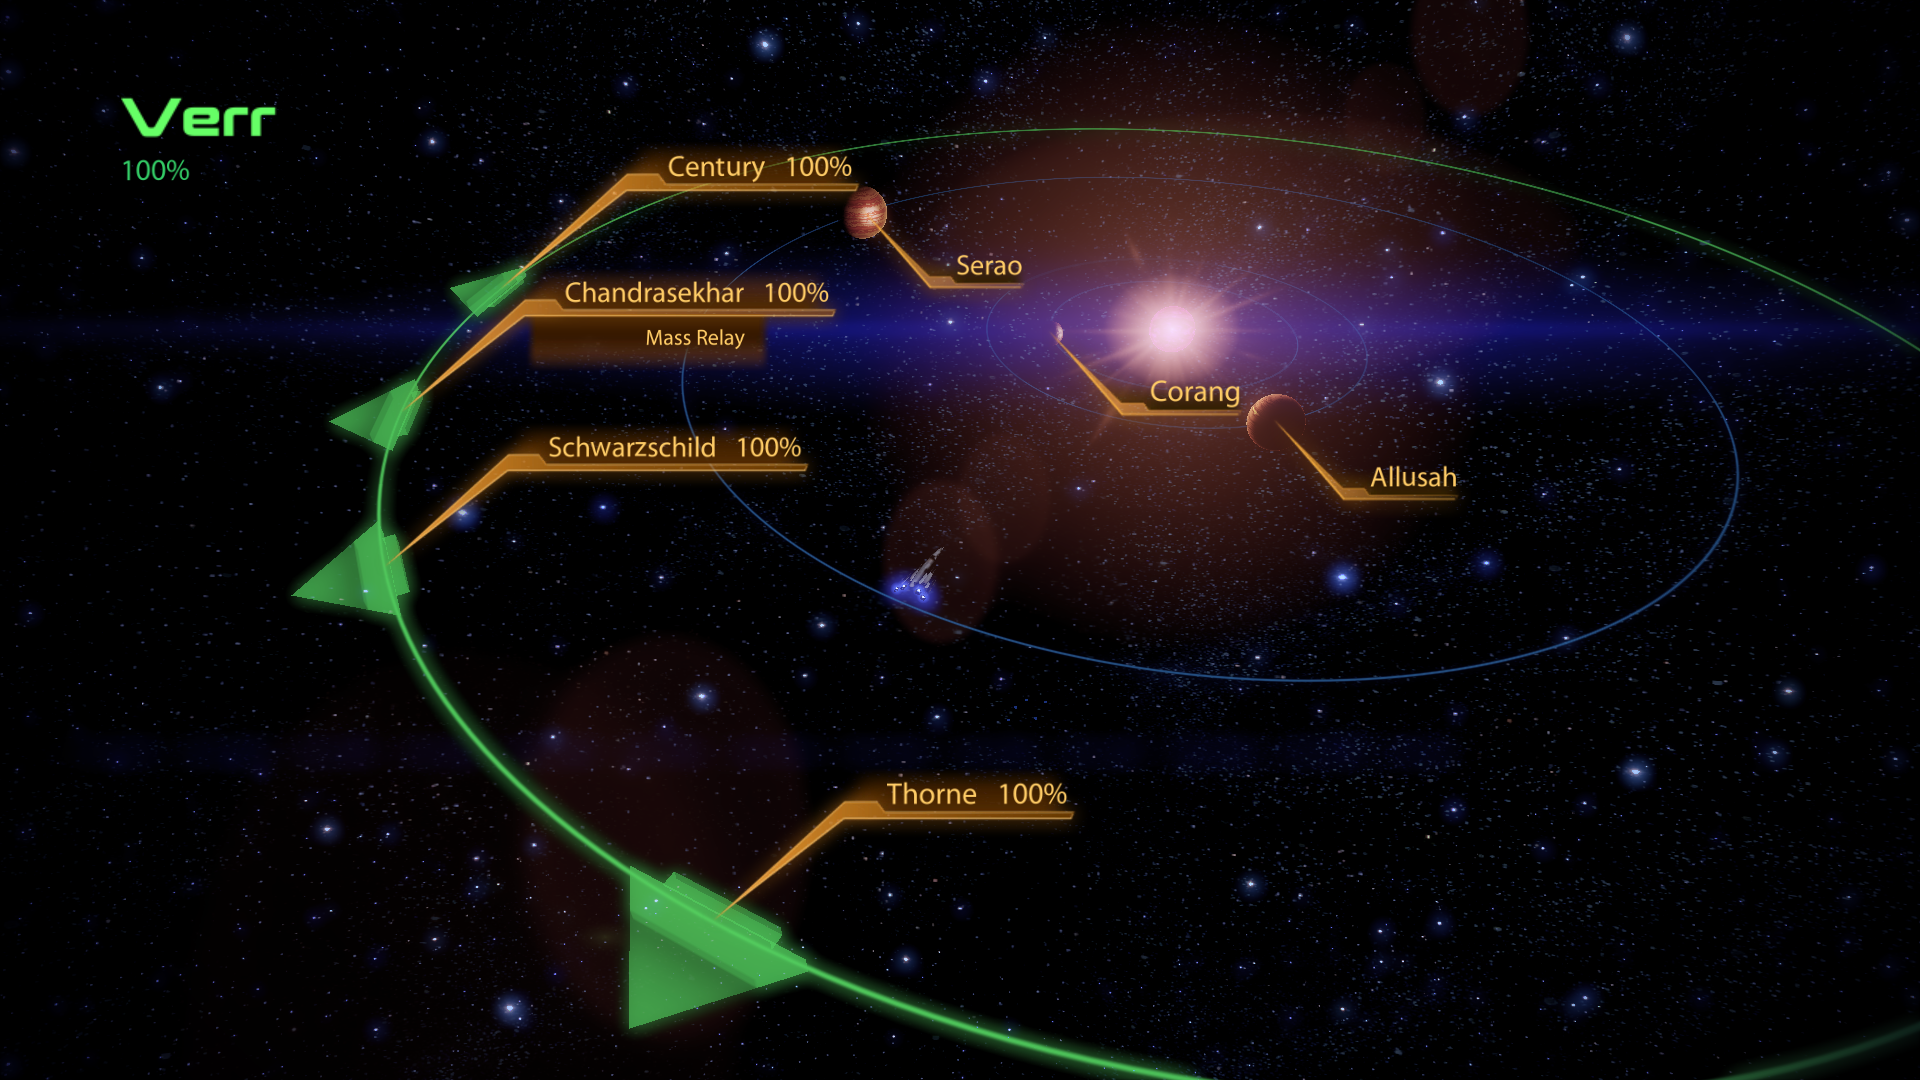 Verr
100%
Century 100%
Serao
Chandrasekhar 100%
Mass Relay
Corang
Schwarzschild 100%
Allusah
Thorne 100%